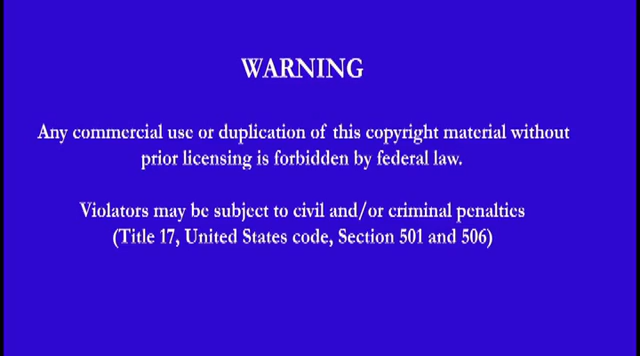 WARNING
Any commercial use or duplication of this copyright material without
prior licensing is forbidden by federal law.
Violators may be subject to civil and/or criminal penalties
(Title 17, United States code, Section 501 and 506)